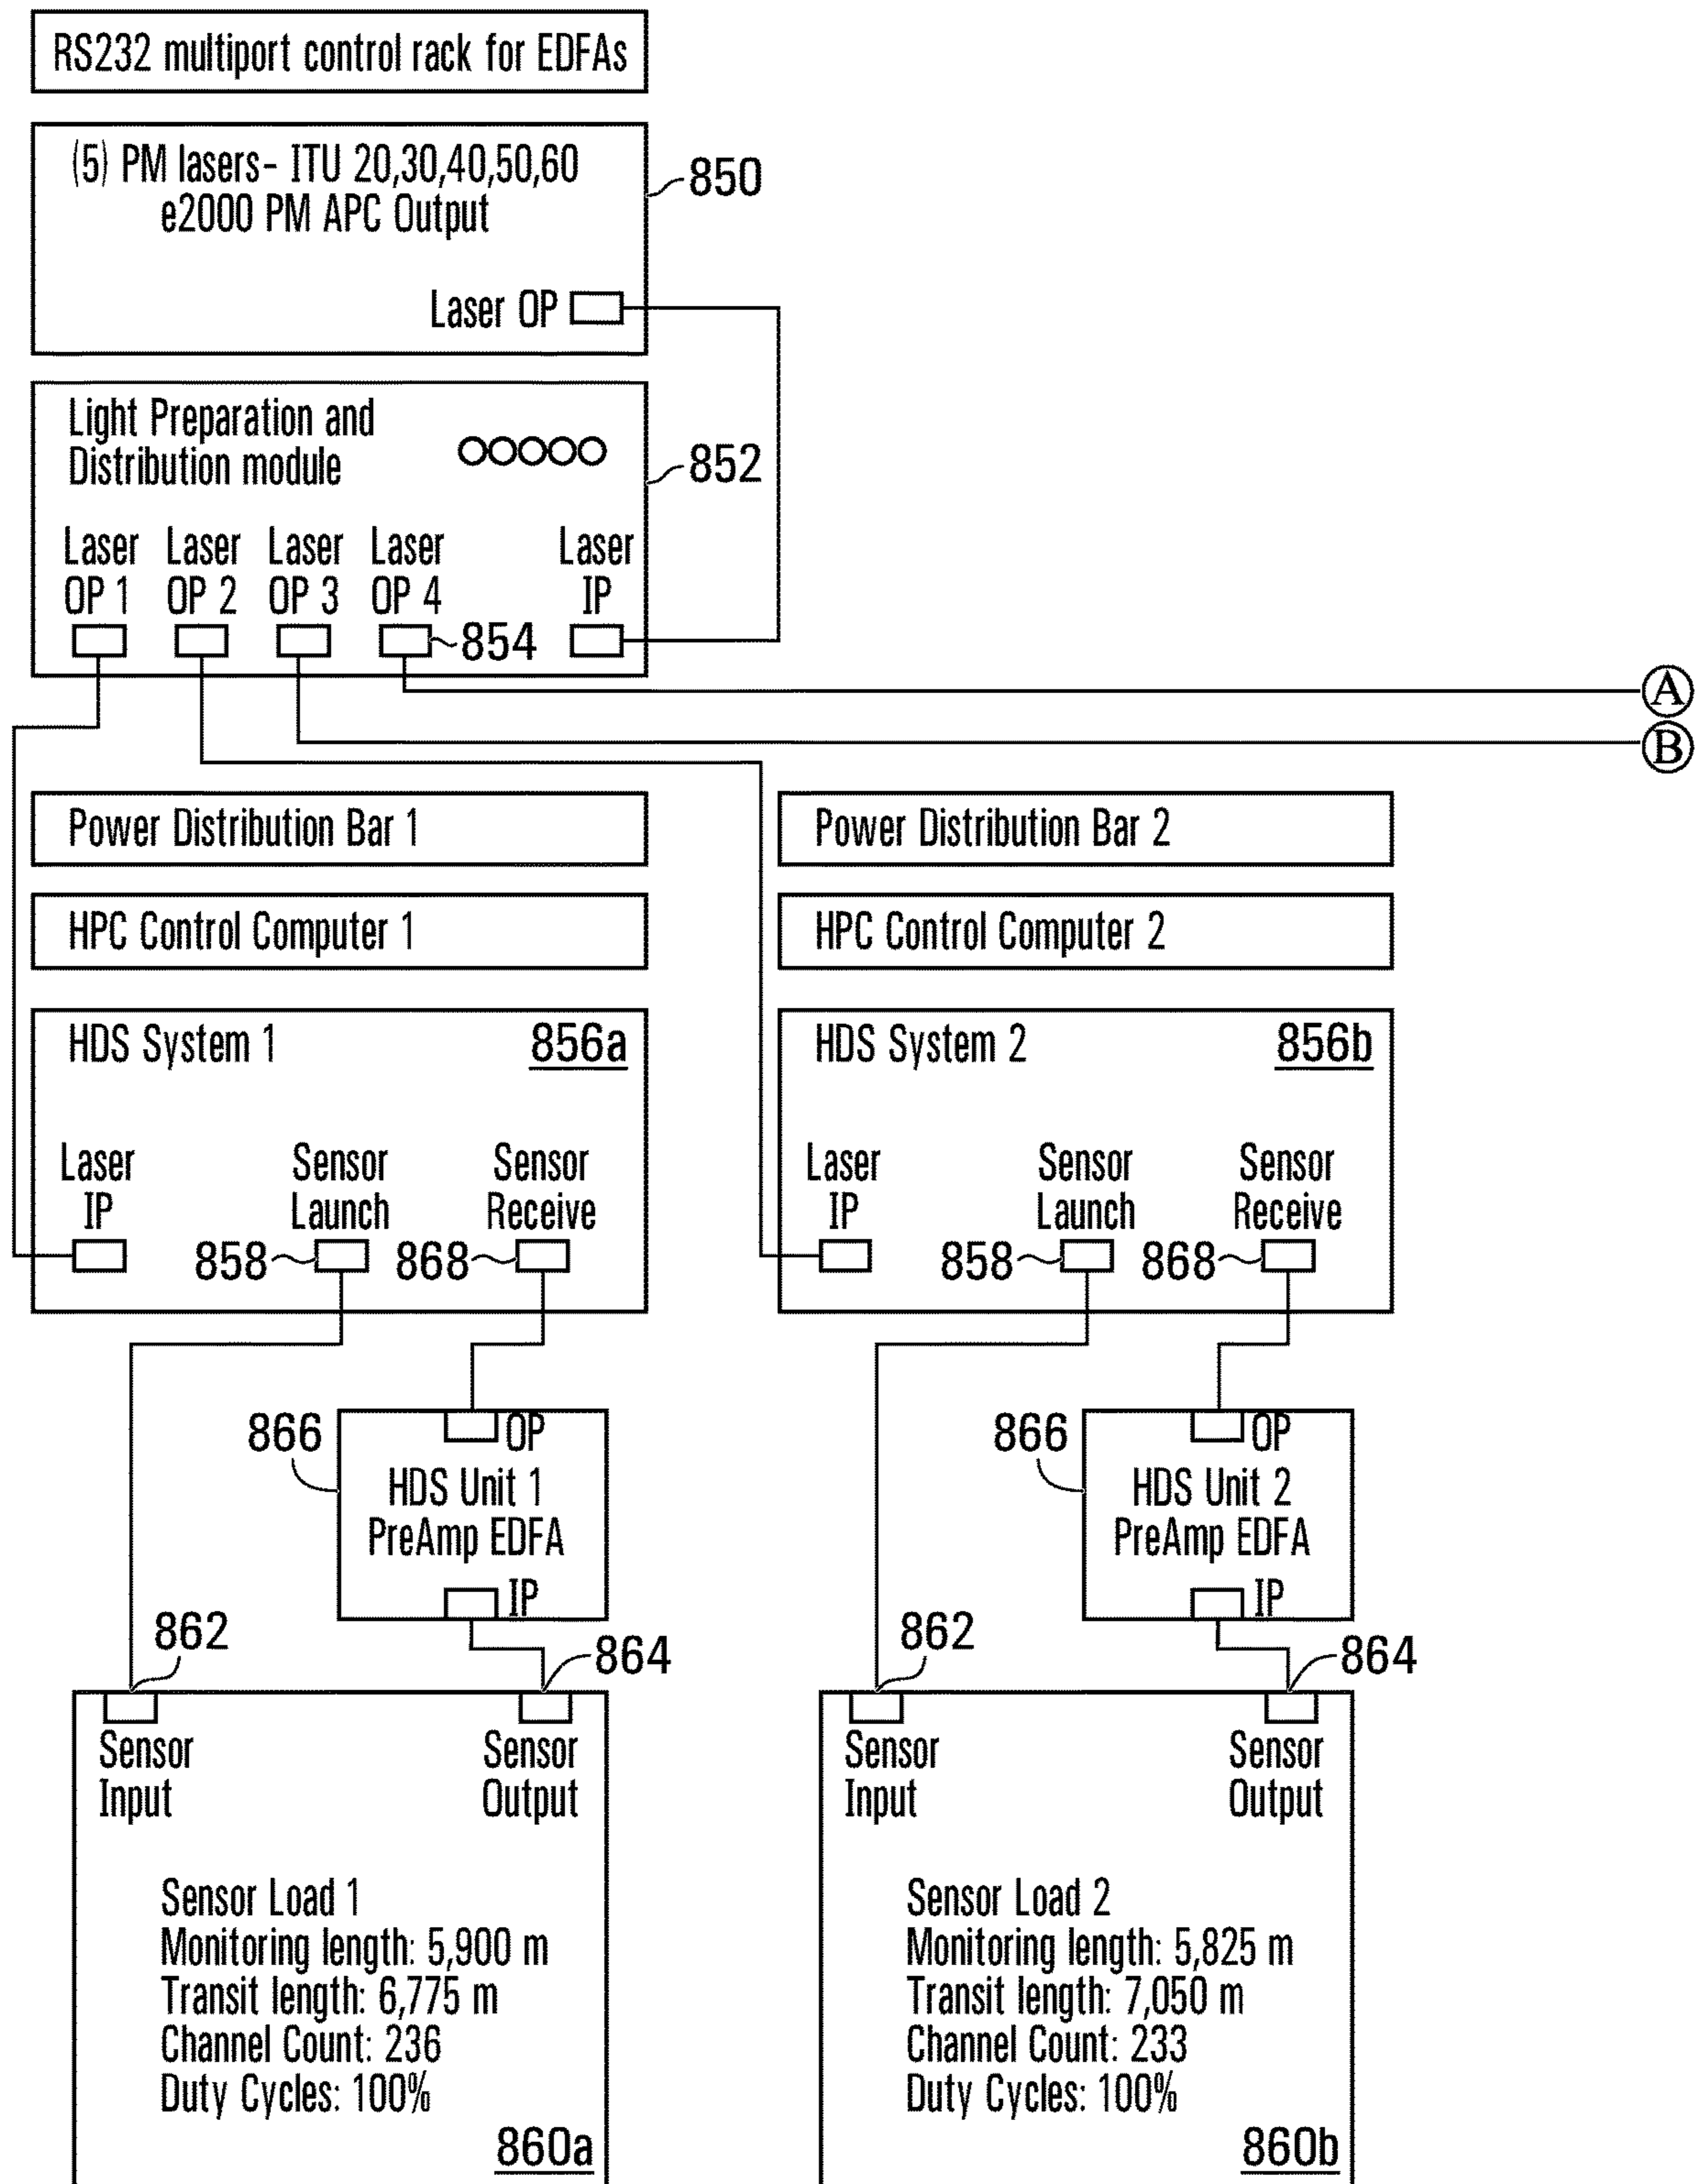 RS232 multiport control rack for EDFAs
(5) PM lasers- ITU 20,30,40,50,60
e2000 PM APC Output
850
Laser OP
Light Preparation and
Distribution module
852
Laser Laser Laser Laser Laser
OP 1 OP 2 OP 3 OP 4 IP
854
A
B
Power Distribution Bar 1
Power Distribution Bar 2
HPC Control Computer 1
HPC Control Computer 2
HDS System 1 856a
Laser Sensor Sensor
IP Launch Receive
858 868
HDS System 2 856b
Laser Sensor Sensor
IP Launch Receive
858 868
866
OP
HDS Unit 1
PreAmp EDFA
IP
866
OP
HDS Unit 2
PreAmp EDFA
IP
862
864
Sensor Sensor
Input Output
Sensor Load 1
Monitoring length: 5,900 m
Transit length: 6,775 m
Channel Count: 236
Duty Cycles: 100%
860a
862
864
Sensor Sensor
Input Output
Sensor Load 2
Monitoring length: 5,825 m
Transit length: 7,050 m
Channel Count: 233
Duty Cycles: 100%
860b